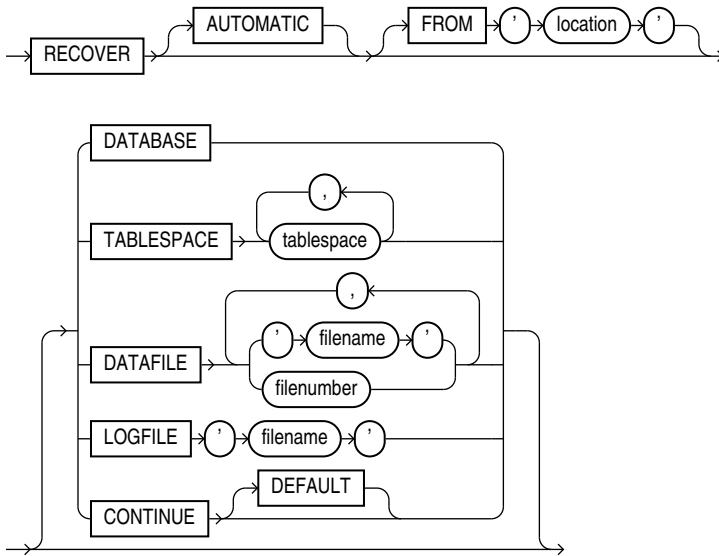 AUTOMATIC FROM ’ location ’
RECOVER
DATABASE
,
TABLESPACE tablespace
,
’ filename ’
DATAFILE
filenumber
LOGFILE ’ filename ’
DEFAULT
CONTINUE